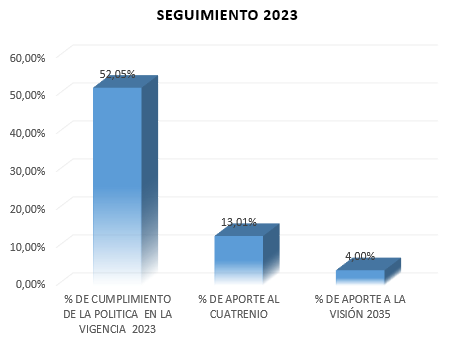 SEGUIMIENTO 2023
60,00%
50,00%
40,00%
30,00%
20,00%
10,00%
0,00%
52,05%
13,01%
4,00%
% DE CUMPLIMIENTO
DE LA POLITICA  EN LA
VIGENCIA  2023
% DE APORTE AL
CUATRENIO
% DE APORTE A LA
VISIÓN 2035